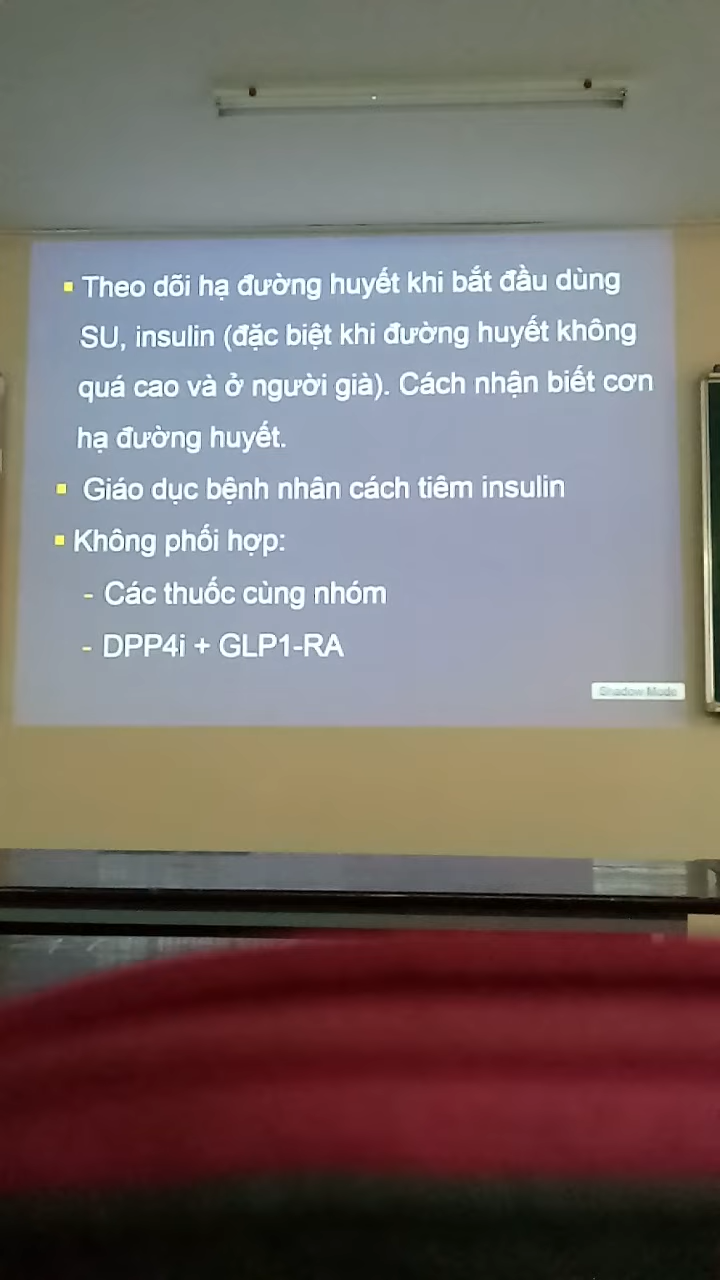 ▪ Theo dõi hạ đường huyết khi bắt đầu dùng
SU, insulin (đặc biệt khi đường huyết không
quá cao và ở người già). Cách nhận biết cơn
hạ đường huyết.
▪ Giáo dục bệnh nhân cách tiêm insulin
▪ Không phối hợp:
- Các thuốc cùng nhóm
- DPP4i + GLP1-RA
Shadow Mode